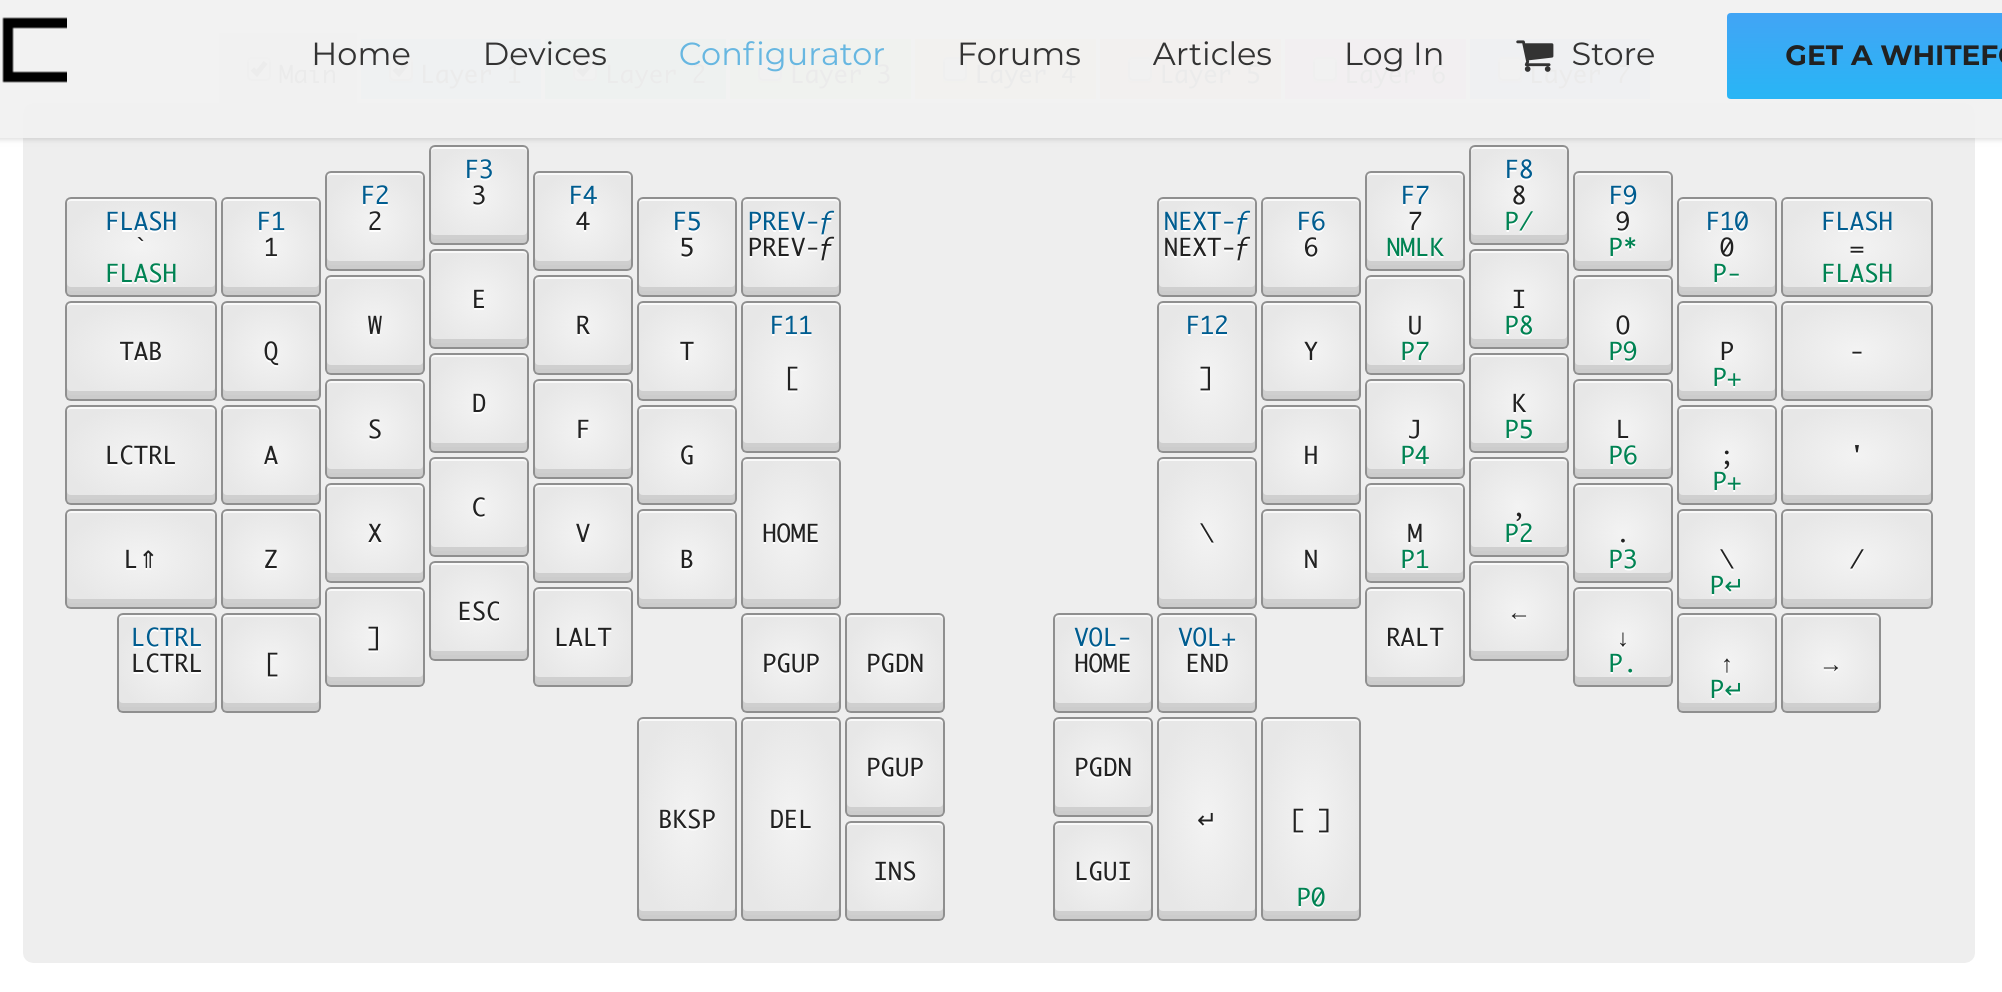 Home Devices Configurator Forums Articles Log In Store GET A WHITEF
Main Layer 1 Layer 2 Layer 3 Layer 4 Layer 5 Layer 6 Layer 7
FLASH
`
FLASH
F1
1
F2
2
F3
3
F4
4
F5
5
PREV-f
PREV-f
NEXT-f
NEXT-f
F6
6
F7
7
NMLK
F8
8
P/
F9
9
P*
F10
0
P-
FLASH
=
FLASH
TAB
Q
W
E
R
T
F11
[
F12
]
Y
U
P7
I
P8
O
P9
P
P+
-
LCTRL
A
S
D
F
G
H
J
P4
K
P5
L
P6
;
P+
'
L⇑
Z
X
C
V
B
HOME
\
N
M
P1
,
P2
.
P3
\
P↵
/
LCTRL
LCTRL
[
]
ESC
LALT
PGUP
PGDN
VOL-
HOME
VOL+
END
RALT
←
↓
P.
↑
P↵
→
BKSP
DEL
PGUP
INS
PGDN
LGUI
↵
[ ]
P0